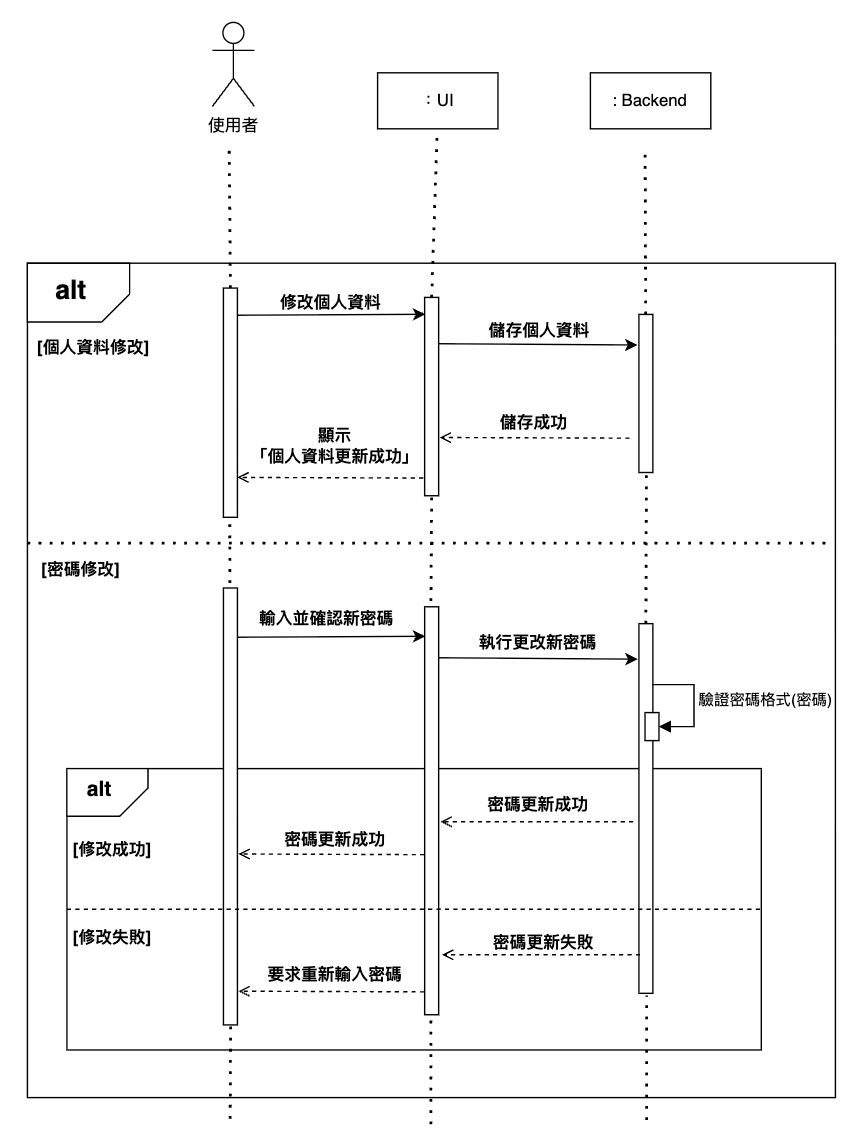 使用者
：UI
: Backend
alt
[個人資料修改]
修改個人資料
儲存個人資料
儲存成功
顯示
「個人資料更新成功」
[密碼修改]
輸入並確認新密碼
執行更改新密碼
驗證密碼格式(密碼)
alt
[修改成功]
密碼更新成功
密碼更新成功
[修改失敗]
密碼更新失敗
要求重新輸入密碼